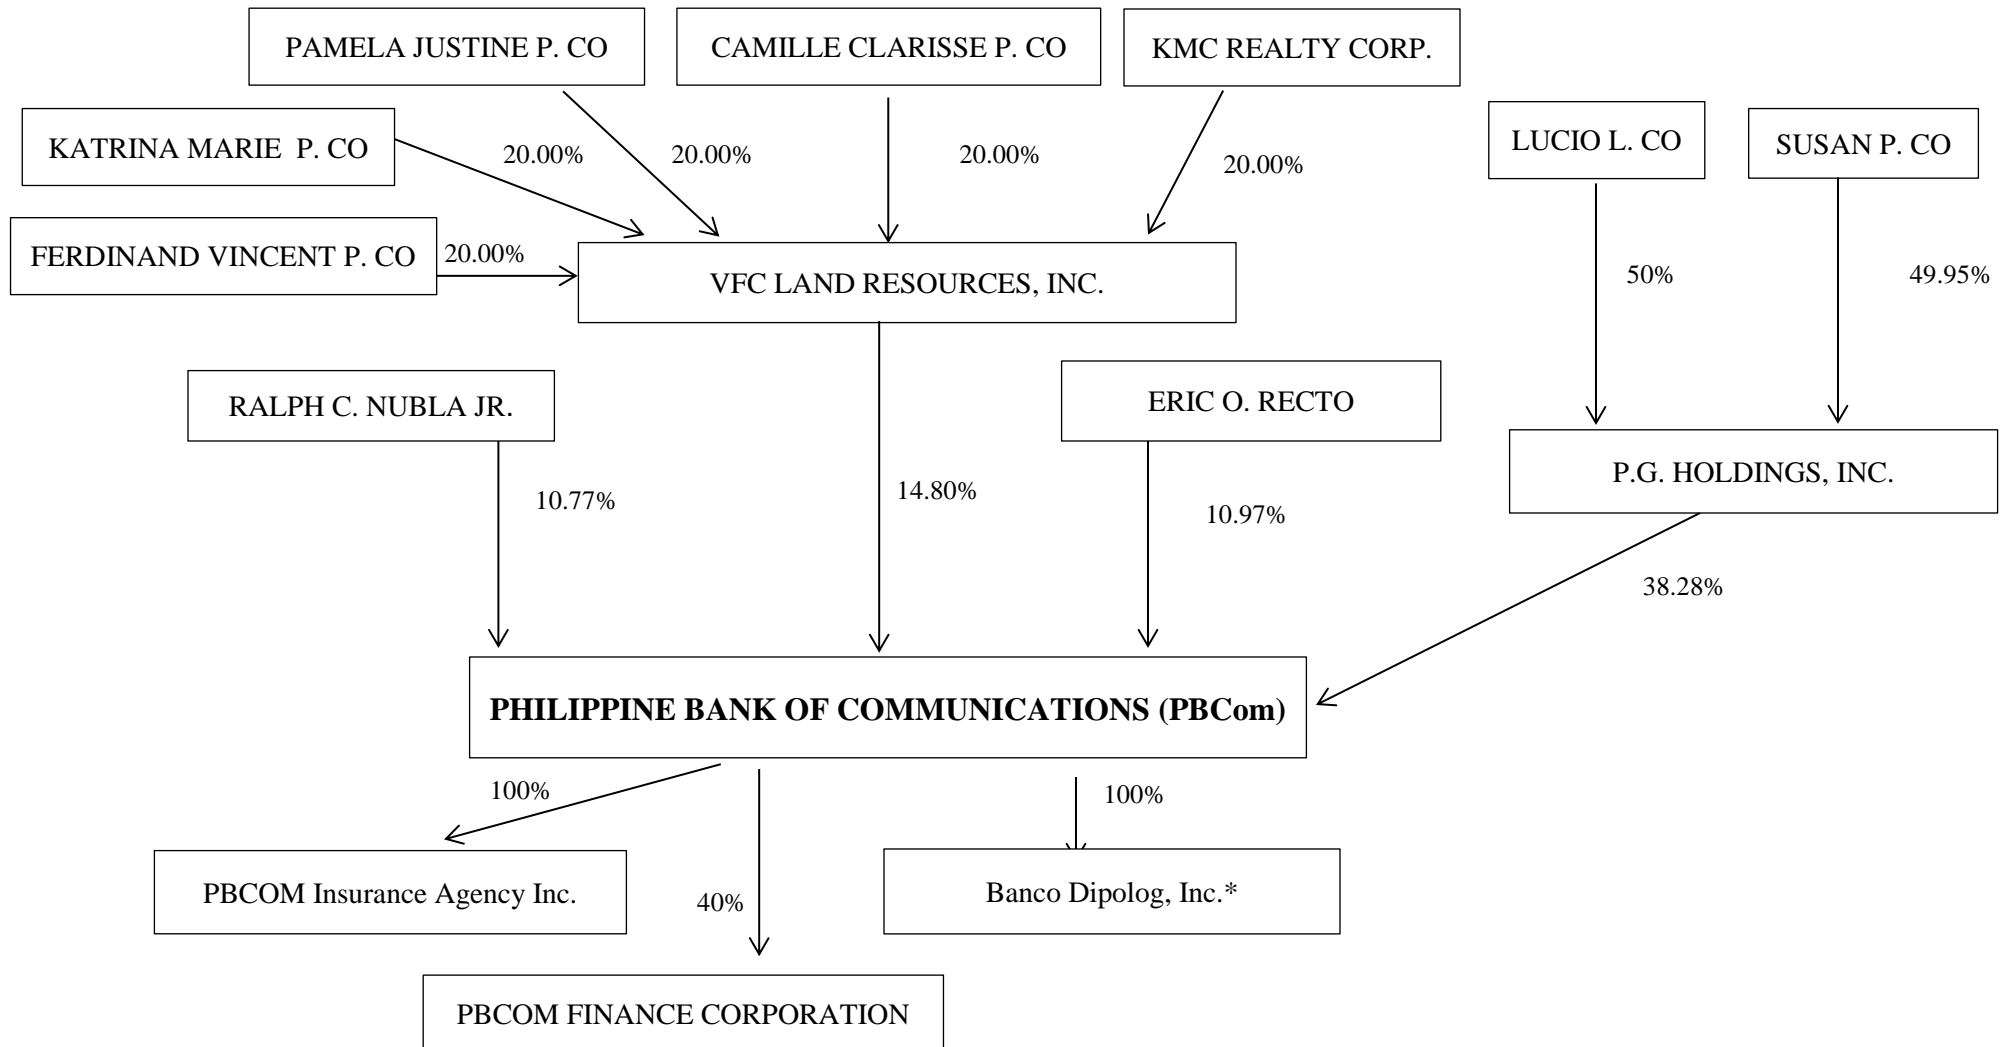 PAMELA JUSTINE P. CO
CAMILLE CLARISSE P. CO
KMC REALTY CORP.
KATRINA MARIE P. CO
LUCIO L. CO
SUSAN P. CO
20.00%
20.00%
20.00%
20.00%
FERDINAND VINCENT P. CO
20.00%
VFC LAND RESOURCES, INC.
50%
49.95%
RALPH C. NUBLA JR.
ERIC O. RECTO
P.G. HOLDINGS, INC.
10.77%
14.80%
10.97%
38.28%
PHILIPPINE BANK OF COMMUNICATIONS (PBCom)
100%
100%
PBCOM Insurance Agency Inc.
40%
Banco Dipolog, Inc.*
PBCOM FINANCE CORPORATION